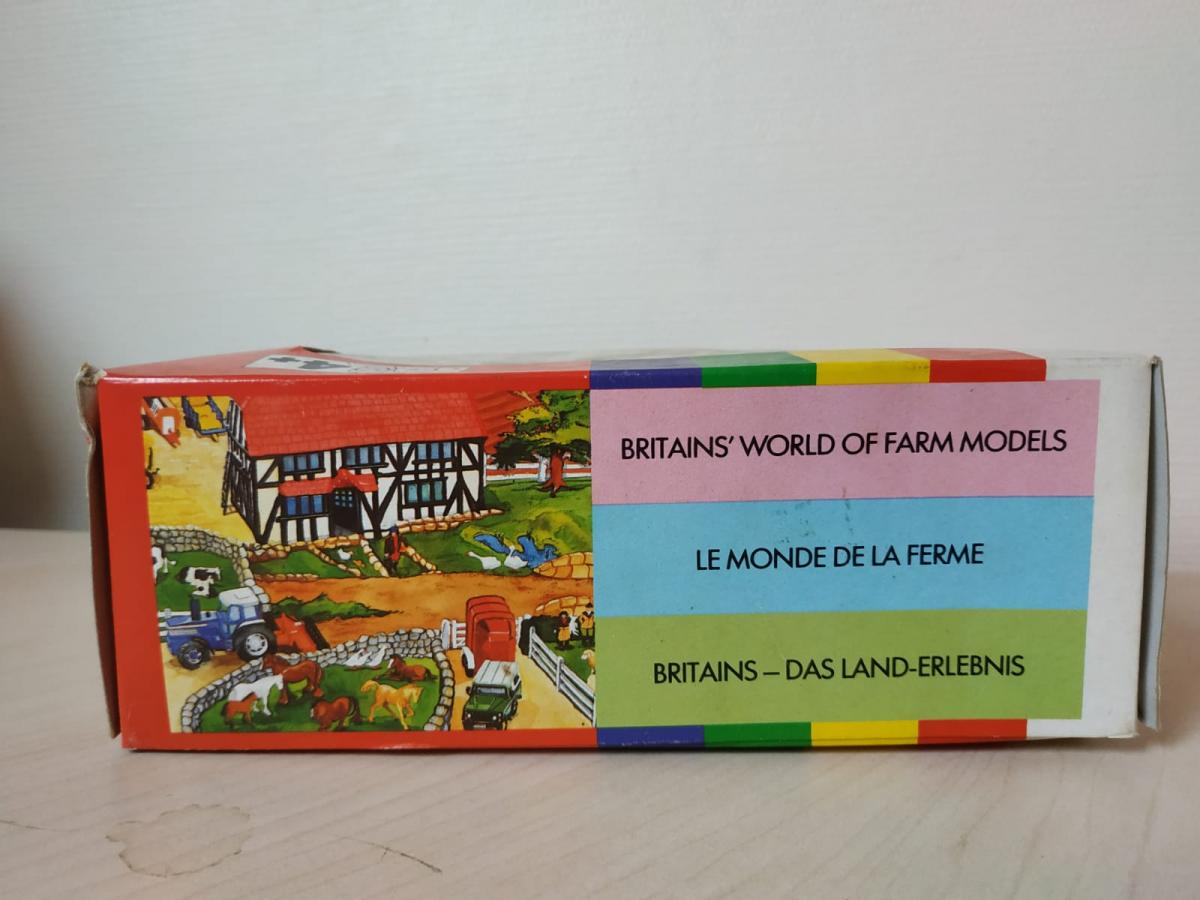 BRITAINS' WORLD OF FARM MODELS
LE MONDE DE LA FERME
BRITAINS – DAS LAND-ERLEBNIS